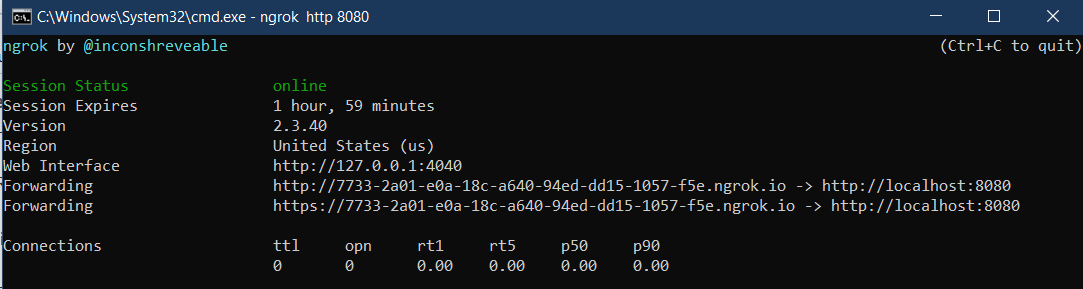 C:\Windows\System32\cmd.exe - ngrok  http 8080
ngrok by @inconshreveable (Ctrl+C to quit)
Session Status online
Session Expires 1 hour, 59 minutes
Version 2.3.40
Region United States (us)
Web Interface http://127.0.0.1:4040
Forwarding http://7733-2a01-e0a-18c-a640-94ed-dd15-1057-f5e.ngrok.io -> http://localhost:8080
Forwarding https://7733-2a01-e0a-18c-a640-94ed-dd15-1057-f5e.ngrok.io -> http://localhost:8080
Connections ttl opn rt1 rt5 p50 p90
0 0 0.00 0.00 0.00 0.00